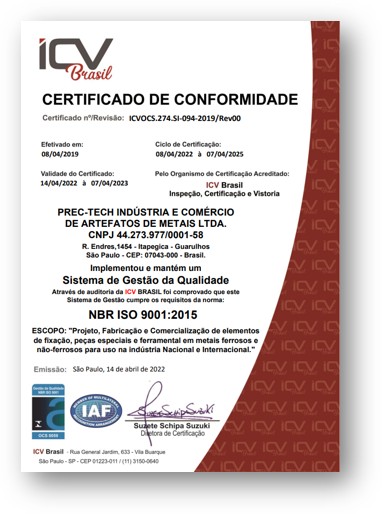 ICV
Brasil
CERTIFICADO DE CONFORMIDADE
Certificado nº/Revisão: ICVOCS.274.SI-094-2019/Rev00
Efetivado em: Ciclo de Certificação:
08/04/2019 08/04/2022 à 07/04/2025
Validade do Certificado: Pelo Organismo de Certificação Acreditado:
14/04/2022 à 07/04/2023 ICV Brasil
Inspeção, Certificação e Vistoria
PREC-TECH INDÚSTRIA E COMÉRCIO
DE ARTEFATOS DE METAIS LTDA.
CNPJ 44.273.977/0001-58
R. Endres,1454 - Itapegica - Guarulhos
São Paulo - CEP: 07043-000 - Brasil.
Implementou e mantém um
Sistema de Gestão da Qualidade
Através de auditoria da ICV BRASIL foi comprovado que este
Sistema de Gestão cumpre os requisitos da norma:
NBR ISO 9001:2015
ESCOPO: "Projeto, Fabricação e Comercialização de elementos
de fixação, peças especiais e ferramental em metais ferrosos e
não-ferrosos para uso na indústria Nacional e Internacional."
Emissão: São Paulo, 14 de abril de 2022
IAF
Suzete Schipa Suzuki
Suzete Schipa Suzuki
Diretora de Certificação
ICV Brasil - Rua General Jardim, 633 - Vila Buarque
São Paulo - SP - CEP 01223-011 / (11) 3150-0640